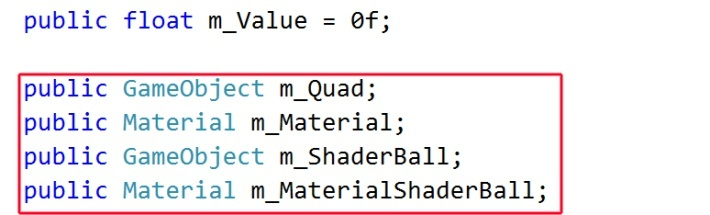 public float m_Value = 0f;
public GameObject m_Quad;
public Material m_Material;
public GameObject m_ShaderBall;
public Material m_MaterialShaderBall;